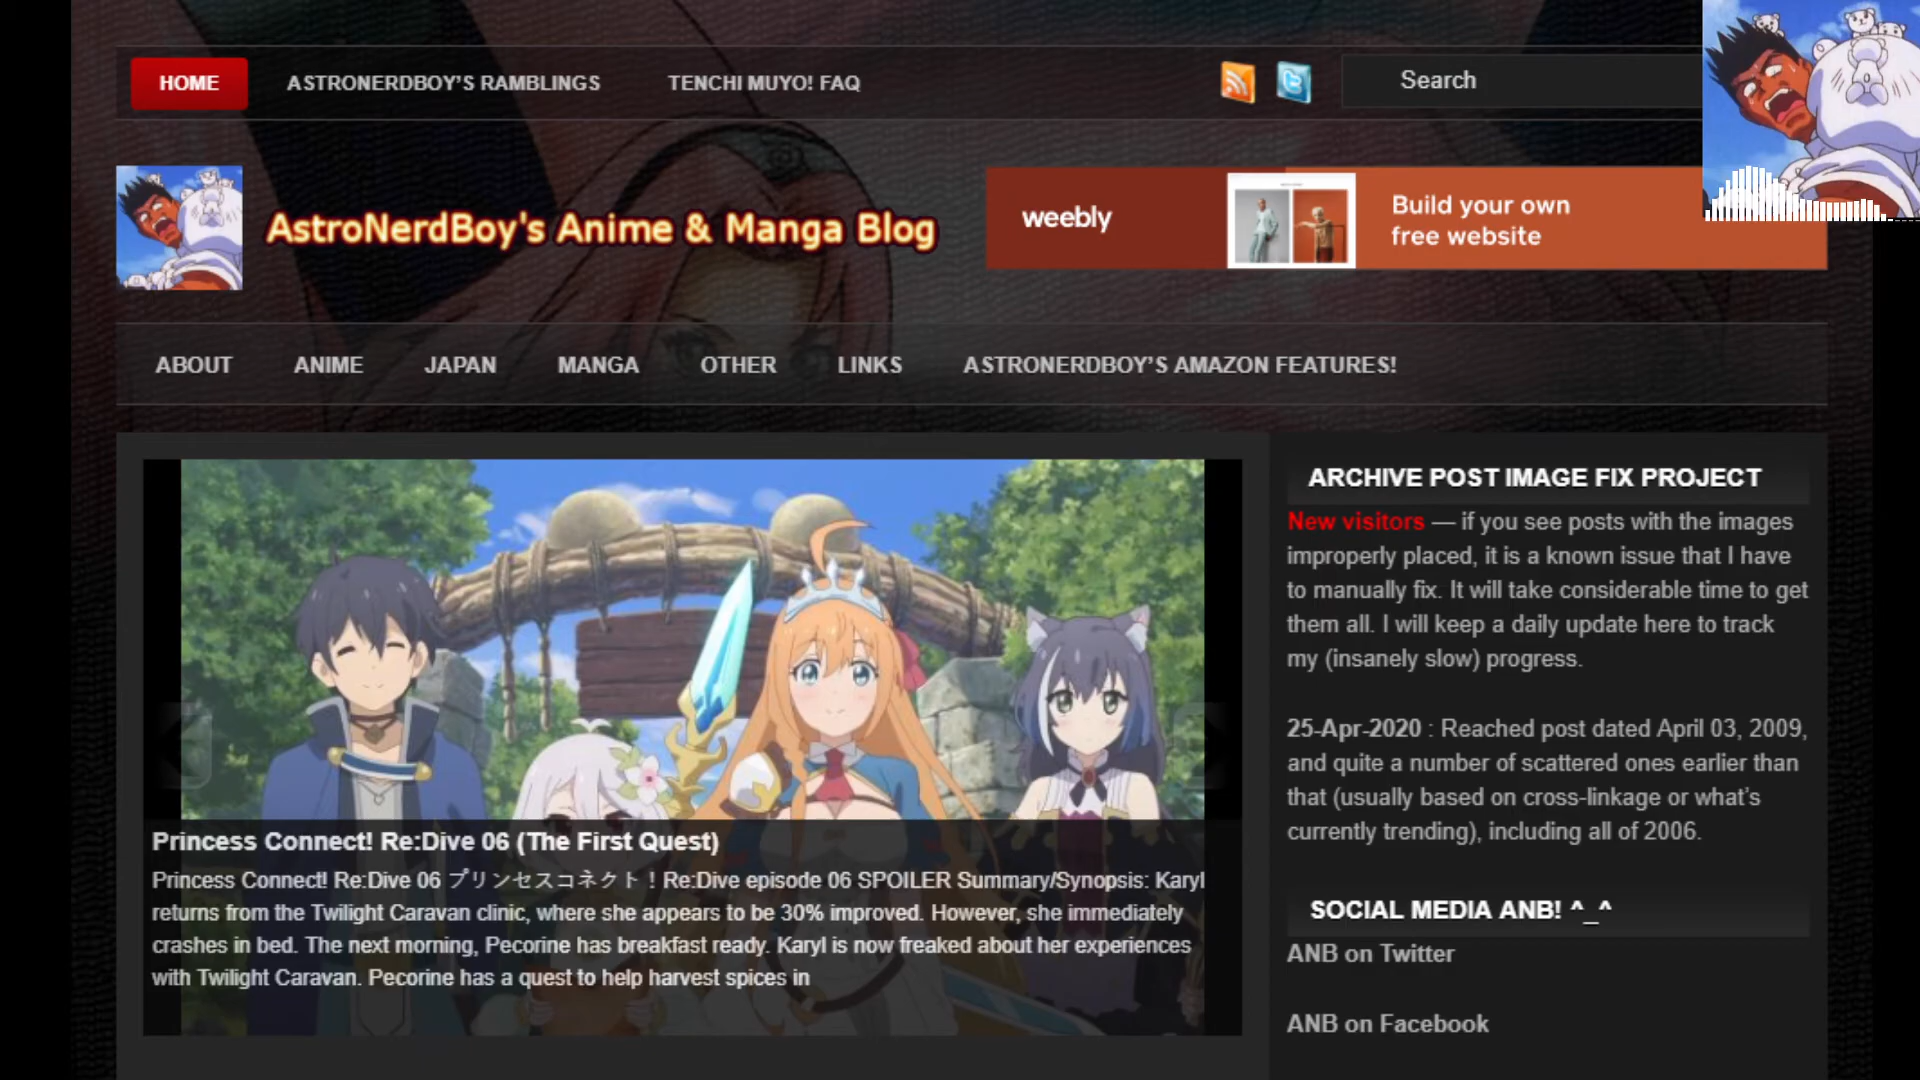 HOME
ASTRONERDBOY’S RAMBLINGS
TENCHI MUYO! FAQ
Search
AstroNerdBoy's Anime & Manga Blog
weebly
Build your own
free website
ABOUT
ANIME
JAPAN
MANGA
OTHER
LINKS
ASTRONERDBOY’S AMAZON FEATURES!
Princess Connect! Re:Dive 06 (The First Quest)
Princess Connect! Re:Dive 06 プリンセスコネクト！Re:Dive episode 06 SPOILER Summary/Synopsis: Karyl
returns from the Twilight Caravan clinic, where she appears to be 30% improved. However, she immediately
crashes in bed. The next morning, Pecorine has breakfast ready. Karyl is now freaked about her experiences
with Twilight Caravan. Pecorine has a quest to help harvest spices in
ARCHIVE POST IMAGE FIX PROJECT
New visitors — if you see posts with the images
improperly placed, it is a known issue that I have
to manually fix. It will take considerable time to get
them all. I will keep a daily update here to track
my (insanely slow) progress.
25-Apr-2020 : Reached post dated April 03, 2009,
and quite a number of scattered ones earlier than
that (usually based on cross-linkage or what’s
currently trending), including all of 2006.
SOCIAL MEDIA ANB! ^_^
ANB on Twitter
ANB on Facebook